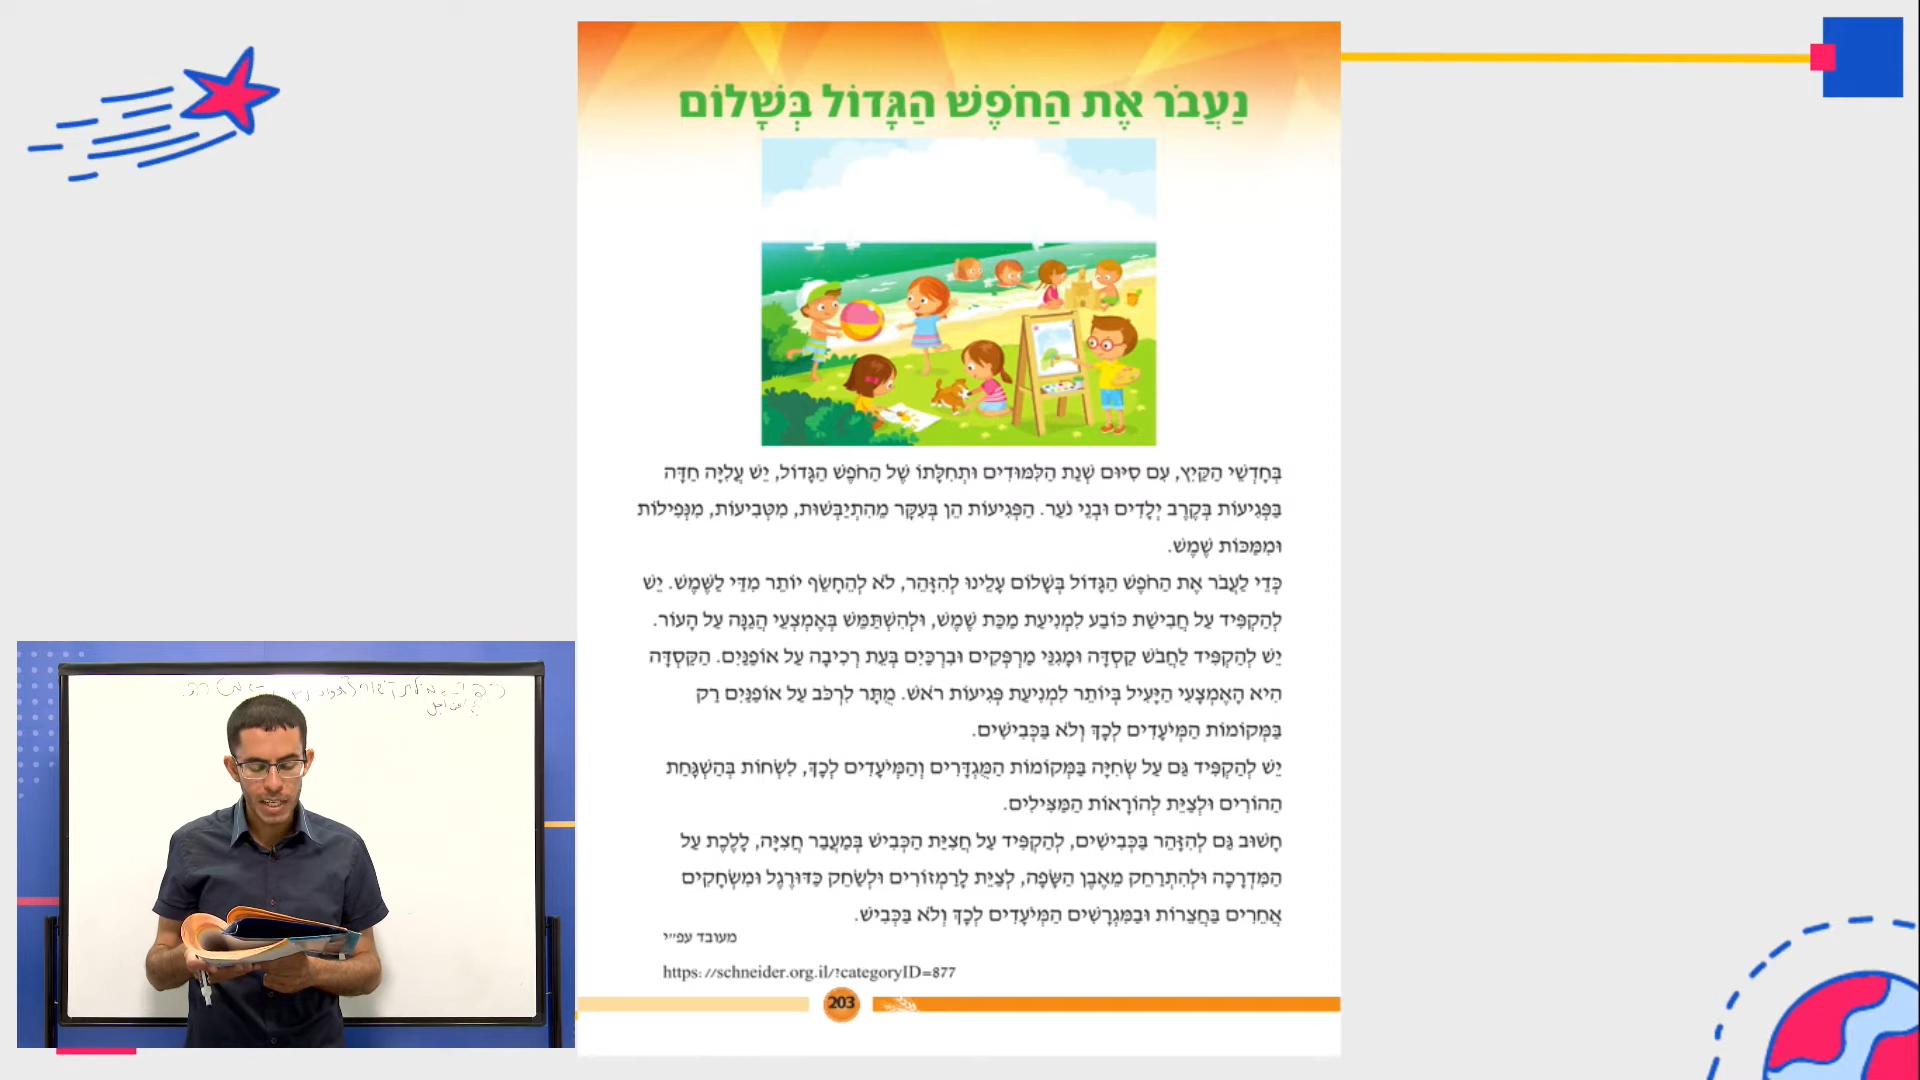 נַעֲבֹר אֶת הַחֹפֶשׁ הַגָּדוֹל בְּשָׁלוֹם
בְּחָדְשֵׁי הַקַּיִץ, עִם סִיּוּם שְׁנַת הַלִּמּוּדִים וּתְחִלָּתוֹ שֶׁל הַחֹפֶשׁ הַגָּדוֹל, יֵשׁ עֲלִיָּה חַדָּה
בַּפְּגִיעוֹת בְּקֶרֶב יְלָדִים וּבְנֵי נֹעַר. הַפְּגִיעוֹת הֵן בְּעִקָּר מֵהִתְיַבְּשׁוּת, מִטְּבִיעוֹת, מִנְּפִילוֹת
וּמִמַּכּוֹת שֶׁמֶשׁ.
כְּדֵי לַעֲבֹר אֶת הַחֹפֶשׁ הַגָּדוֹל בְּשָׁלוֹם עָלֵינוּ לְהִזָּהֵר, לֹא לְהֵחָשֵׂף יוֹתֵר מִדַּי לַשֶּׁמֶשׁ. יֵשׁ
לְהַקְפִּיד עַל חֲבִישַׁת כּוֹבַע לִמְנִיעַת מַכַּת שֶׁמֶשׁ, וּלְהִשְׁתַּמֵּשׁ בְּאֶמְצְעֵי הֲגַנָּה עַל הָעוֹר.
יֵשׁ לְהַקְפִּיד לַחֲבֹשׁ קַסְדָּה וּמָגִנֵּי מַרְפְּקִים וּבִרְכַּיִם בְּעֵת רְכִיבָה עַל אוֹפַנַּיִם. הַקַּסְדָּה
הִיא הָאֶמְצָעִי הַיָּעִיל בְּיוֹתֵר לִמְנִיעַת פְּגִיעוֹת רֹאשׁ. מֻתָּר לִרְכֹּב עַל אוֹפַנַּיִם רַק
בַּמְּקוֹמוֹת הַמְּיֹעָדִים לְכָךְ וְלֹא בַּכְּבִישִׁים.
יֵשׁ לְהַקְפִּיד גַּם עַל שְׂחִיָּה בַּמְּקוֹמוֹת הַמֻּגְדָּרִים וְהַמְּיֹעָדִים לְכָךְ, לִשְׂחוֹת בְּהַשְׁגָּחַת
הַהוֹרִים וּלְצַיֵּת לְהוֹרָאוֹת הַמַּצִּילִים.
חָשׁוּב גַּם לְהִזָּהֵר בַּכְּבִישִׁים, לְהַקְפִּיד עַל חֲצִיַּת הַכְּבִישׁ בְּמַעֲבַר חֲצִיָּה, לָלֶכֶת עַל
הַמִּדְרָכָה וּלְהִתְרַחֵק מֵאֶבֶן הַשָּׂפָה, לְצַיֵּת לָרַמְזוֹרִים וּלְשַׂחֵק כַּדּוּרֶגֶל וּמִשְׂחָקִים
אֲחֵרִים בַּחֲצֵרוֹת וּבַמִּגְרָשִׁים הַמְּיֹעָדִים לְכָךְ וְלֹא בַּכְּבִישׁ.
מעובד עפ״י
https://schneider.org.il/?categoryID=877
203